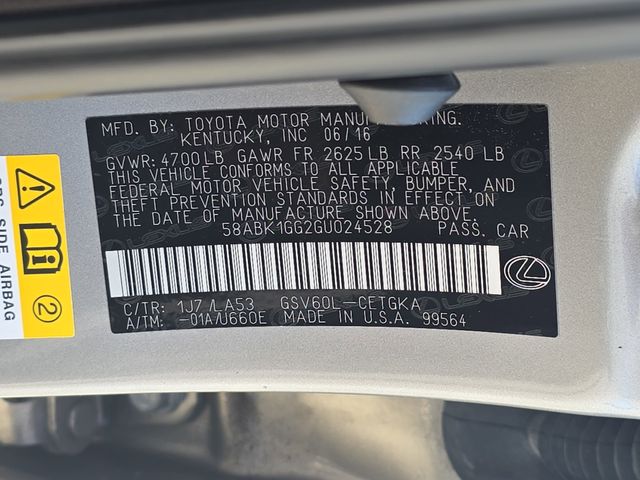 MFD. BY: TOYOTA MOTOR MANUFACTURING.
KENTUCKY, INC 06/16
GVWR: 4700LB GAWR FR 2625LB RR 2540 LB
THIS VEHICLE CONFORMS TO ALL APPLICABLE
FEDERAL MOTOR VEHICLE SAFETY, BUMPER, AND
THEFT PREVENTION STANDARDS IN EFFECT ON
THE DATE OF MANUFACTURE SHOWN ABOVE.
58ABK1GG2GU024528 PASS. CAR
C/TR: 1J7 /LA53 GSV60L-CETGKA
A/TM: -01A/U660E MADE IN U.S.A. 99564
SIDE AIRBAG
2